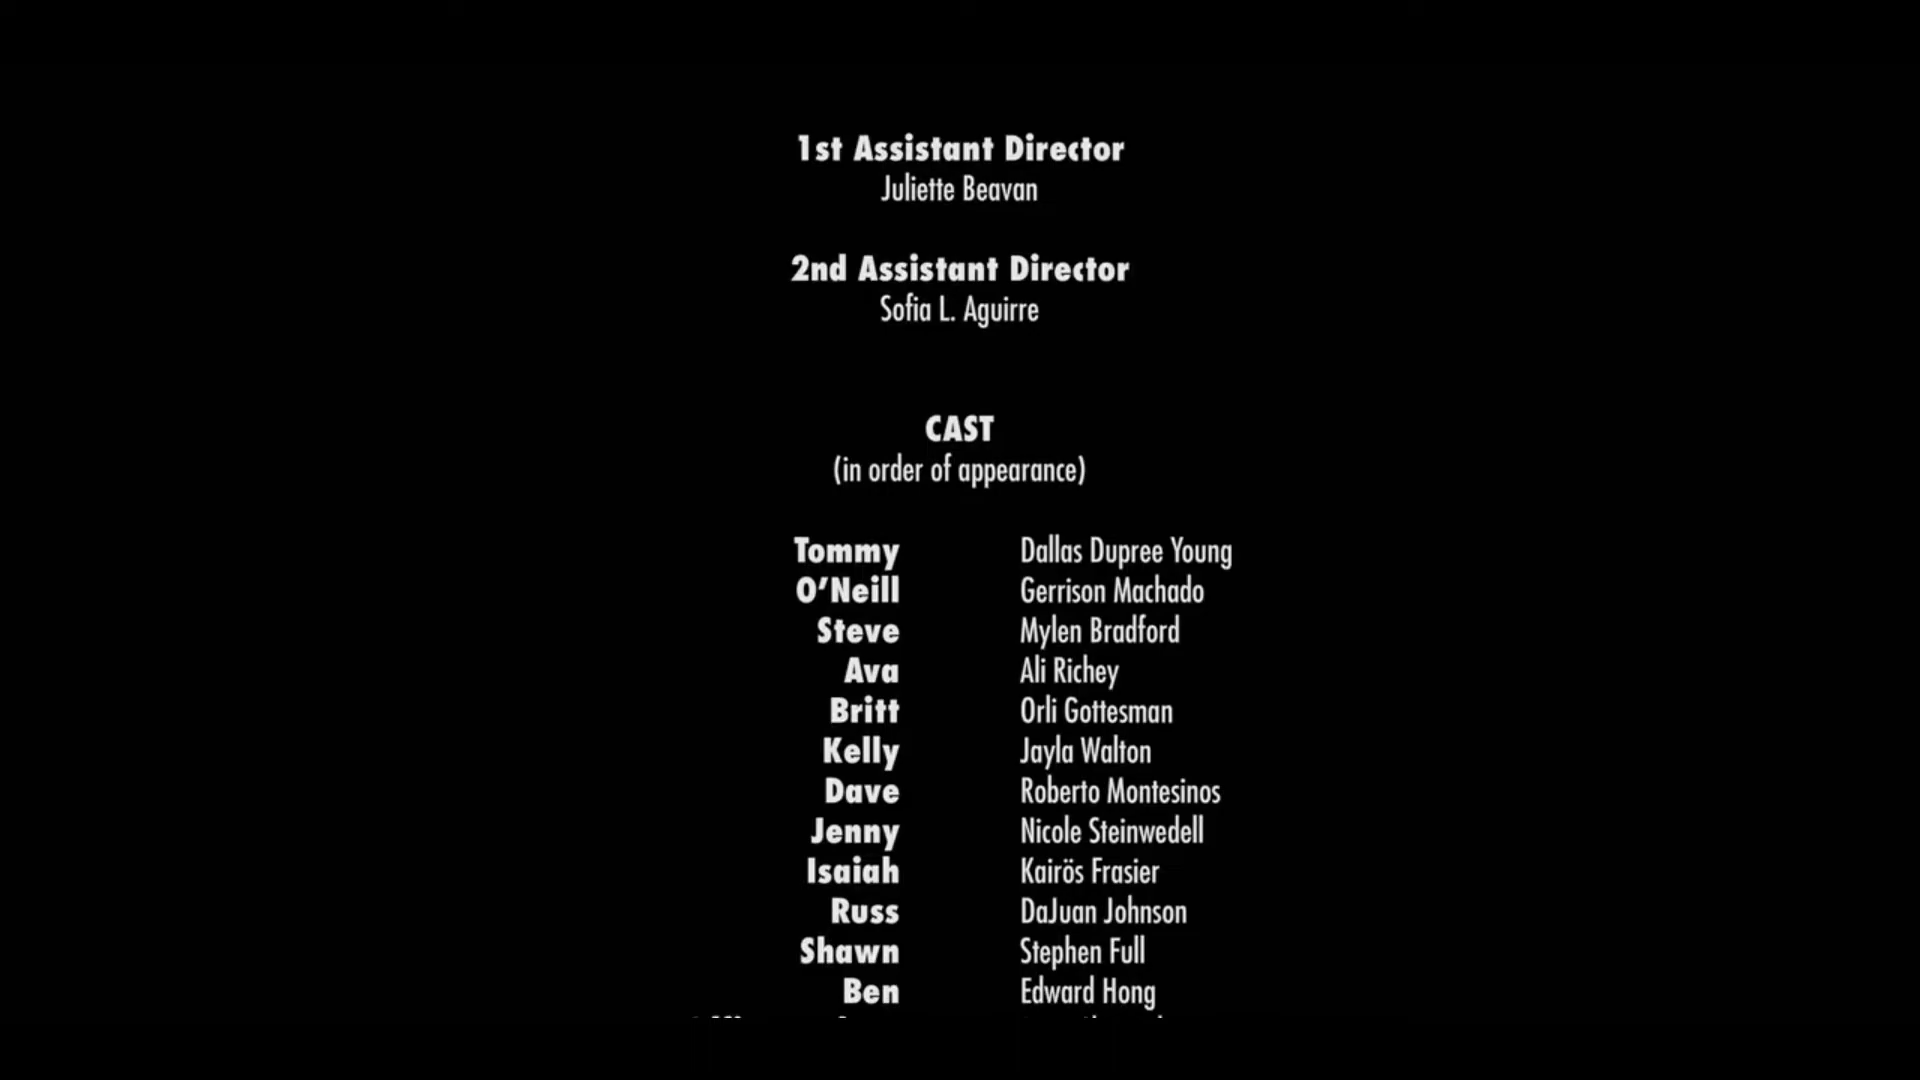 1st Assistant Director
Juliette Beavan
2nd Assistant Director
Sofia L. Aguirre
CAST
(in order of appearance)
Tommy Dallas Dupree Young
O’Neill Gerrison Machado
Steve Mylen Bradford
Ava Ali Richey
Britt Orli Gottesman
Kelly Jayla Walton
Dave Roberto Montesinos
Jenny Nicole Steinwedell
Isaiah Kairös Frasier
Russ DaJuan Johnson
Shawn Stephen Full
Ben Edward Hong